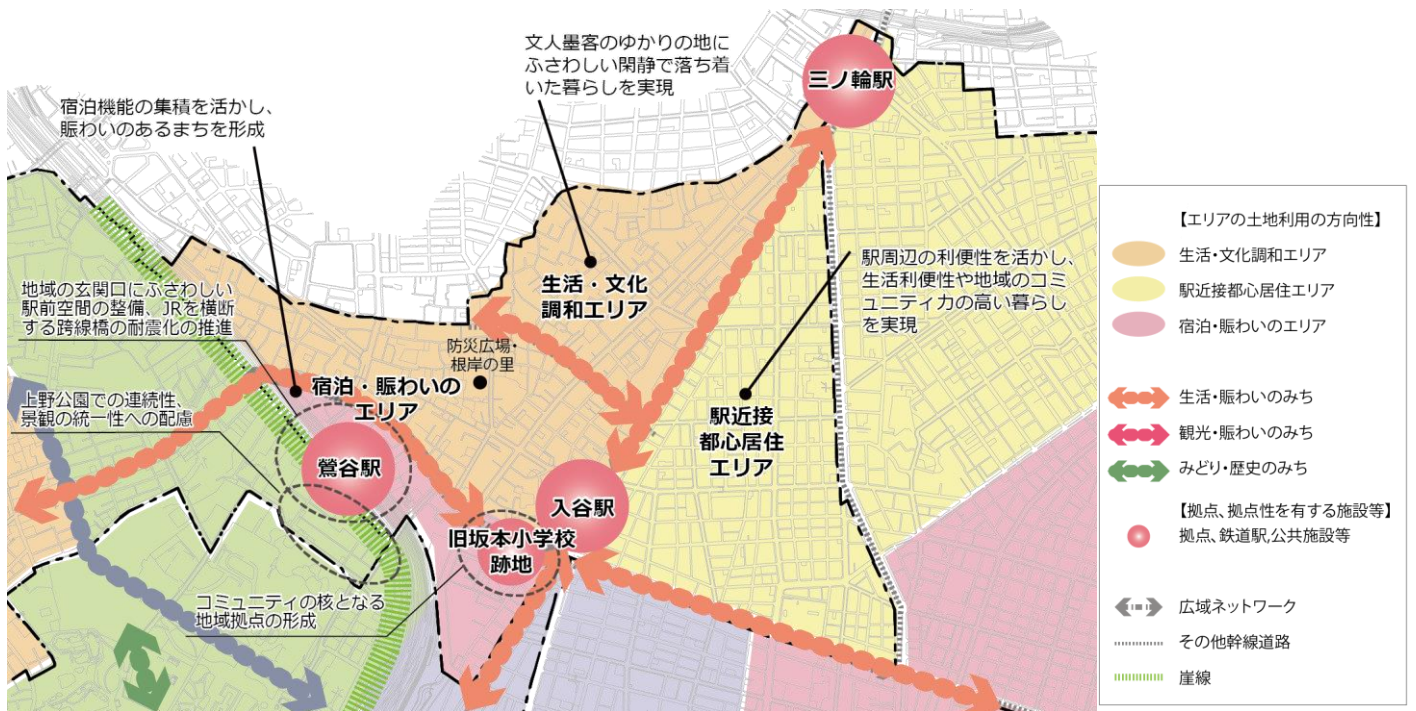 文人墨客のゆかりの地に
ふさわしい閑静で落ち着
いた暮らしを実現
三ノ輪駅
宿泊機能の集積を活かし、
賑わいのあるまちを形成
生活・文化
調和エリア
駅周辺の利便性を活かし、
生活利便性や地域のコミ
ュニティ力の高い暮らし
を実現
地域の玄関口にふさわしい
駅前空間の整備、JRを横断
する跨線橋の耐震化の推進
防災広場・
根岸の里
宿泊・賑わいの
エリア
上野公園での連続性、
景観の統一性への配慮
駅近接
都心居住
エリア
鶯谷駅
入谷駅
旧坂本小学校
跡地
コミュニティの核となる
地域拠点の形成
【エリアの土地利用の方向性】
生活・文化調和エリア
駅近接都心居住エリア
宿泊・賑わいのエリア
生活・賑わいのみち
観光・賑わいのみち
みどり・歴史のみち
【拠点、拠点性を有する施設等】
拠点、鉄道駅,公共施設等
広域ネットワーク
その他幹線道路
崖線